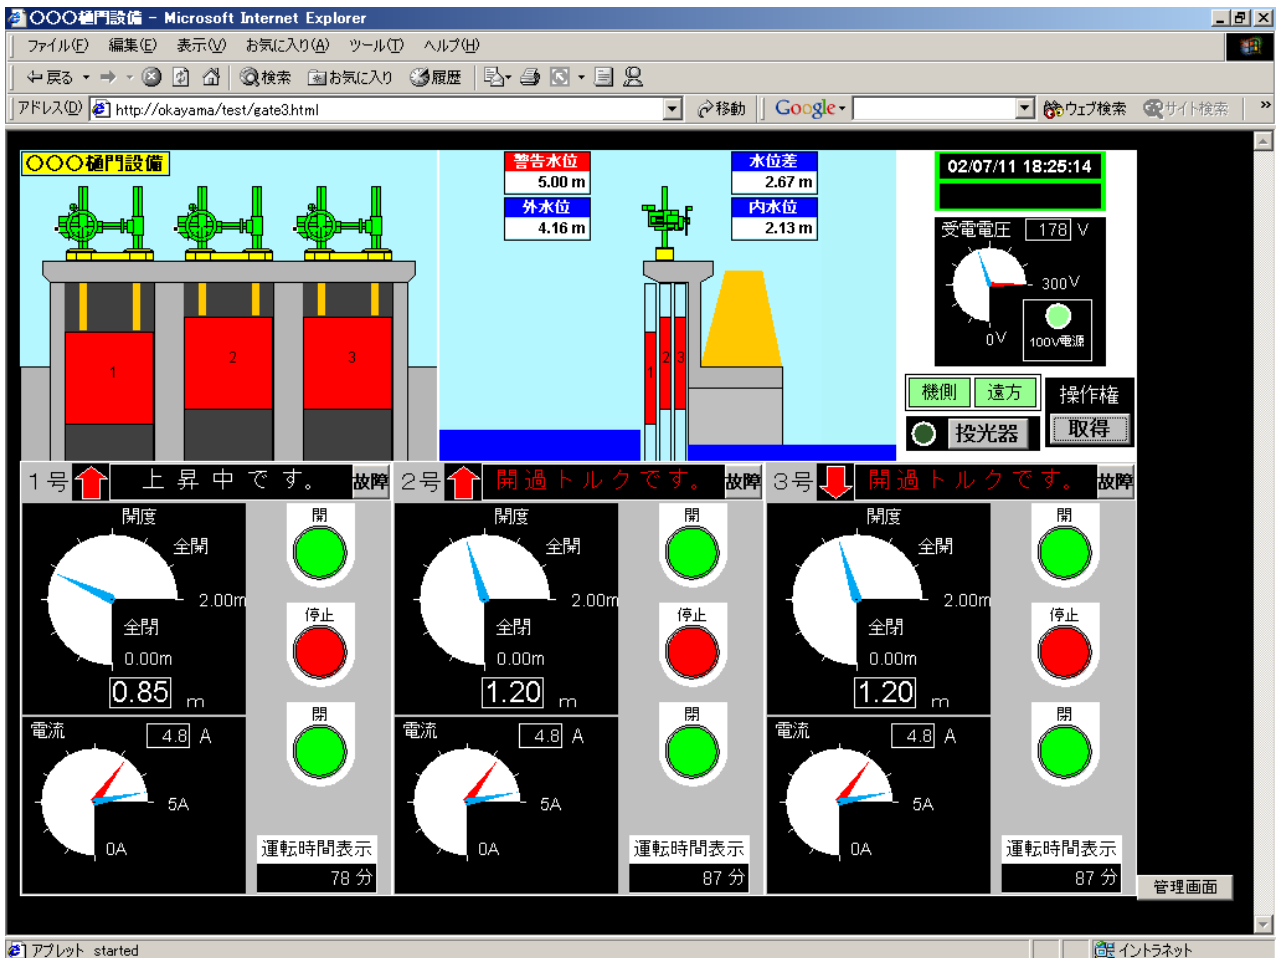 〇〇〇樋門設備 - Microsoft Internet Explorer
ファイル(F) 編集(E) 表示(V) お気に入り(A) ツール(T) ヘルプ(H)
戻る 検索 お気に入り 履歴
アドレス(D) http://okayama/test/gate3.html 移動 Google ウェブ検索 サイト検索 »
〇〇〇樋門設備
警告水位
5.00 m
水位差
2.67 m
外水位
4.16 m
内水位
2.13 m
02/07/11 18:25:14
受電電圧 178 V
300V
0V
100V電源
機側 遠方
操作権
投光器
取得
1
2
3
1
2
3
1号 上昇中です。 故障
2号 開過トルクです。 故障
3号 開過トルクです。 故障
開度
全開
2.00m
全閉
0.00m
0.85 m
開
停止
閉
電流 4.8 A
5A
0A
運転時間表示
78 分
開度
全開
2.00m
全閉
0.00m
1.20 m
開
停止
閉
電流 4.8 A
5A
0A
運転時間表示
87 分
開度
全開
2.00m
全閉
0.00m
1.20 m
開
停止
閉
電流 4.8 A
5A
0A
運転時間表示
87 分
管理画面
アプレット started
イントラネット